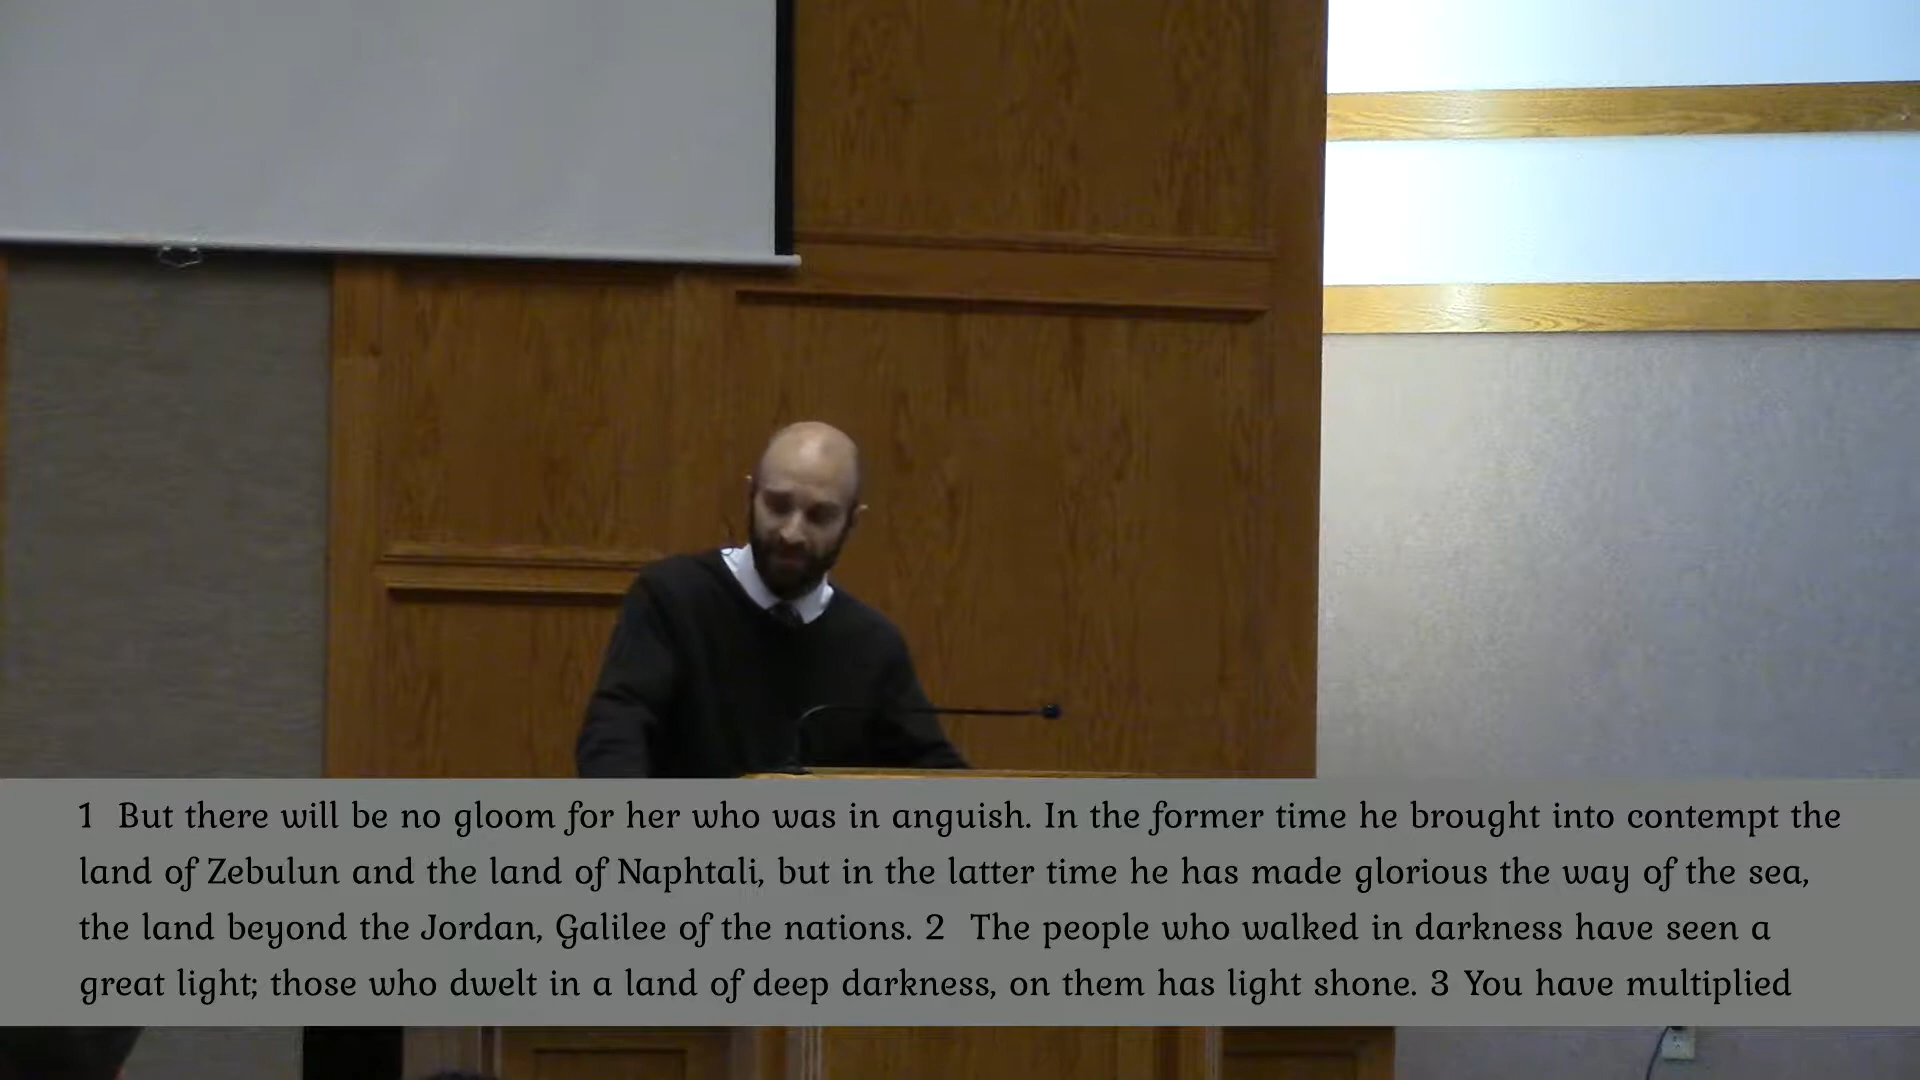 1 But there will be no gloom for her who was in anguish. In the former time he brought into contempt the
land of Zebulun and the land of Naphtali, but in the latter time he has made glorious the way of the sea,
the land beyond the Jordan, Galilee of the nations. 2 The people who walked in darkness have seen a
great light; those who dwelt in a land of deep darkness, on them has light shone. 3 You have multiplied